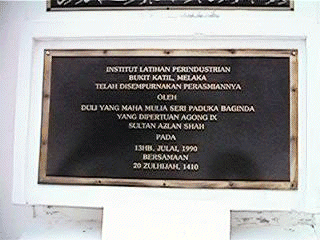 INSTITUT LATIHAN PERINDUSTRIAN
BUKIT KATIL, MELAKA
TELAH DISEMPURNAKAN PERASMIANNYA
OLEH
DULI YANG MAHA MULIA SERI PADUKA BAGINDA
YANG DIPERTUAN AGONG IX
SULTAN AZLAN SHAH
PADA
13HB. JULAI, 1990
BERSAMAAN
20 ZULHIJAH, 1410